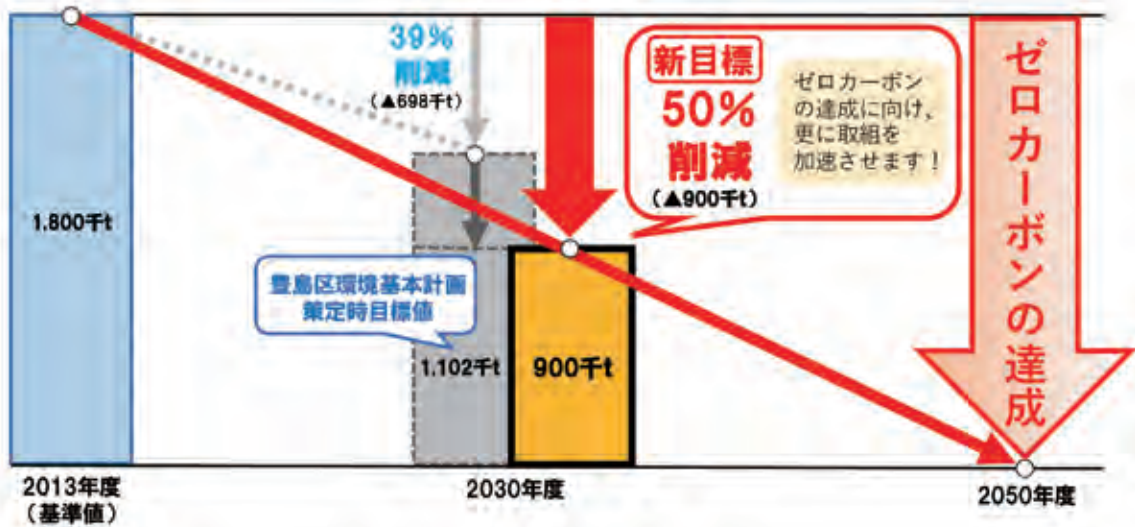 39%
削減
(▲698千t)
新目標
50%
削減
(▲900千t)
ゼロカーボン
の達成に向け、
更に取組を
加速させます!
ゼロカーボンの達成
1.800千t
豊島区環境基本計画
策定時目標値
1.102千t
900千t
2013年度
(基準値)
2030年度
2050年度